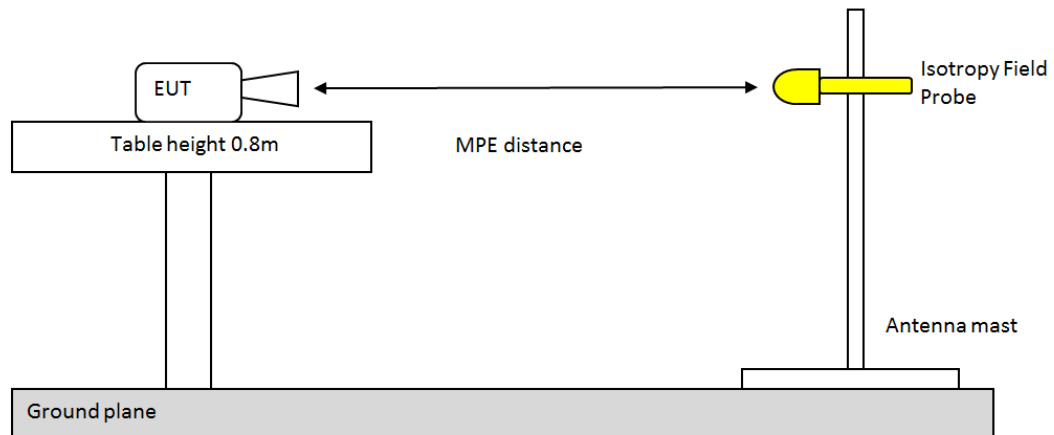 EUT
Isotropy Field
Probe
Table height 0.8m
MPE distance
Antenna mast
Ground plane